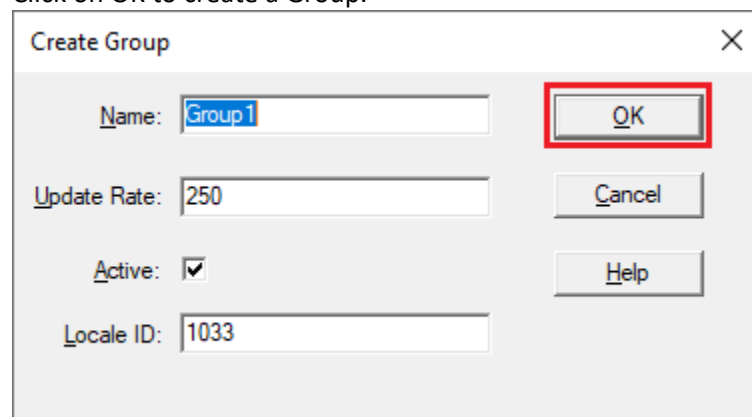 Click on OK to create a Group.
Create Group
Name: Group1 OK
Update Rate: 250 Cancel
Active: Help
Locale ID: 1033